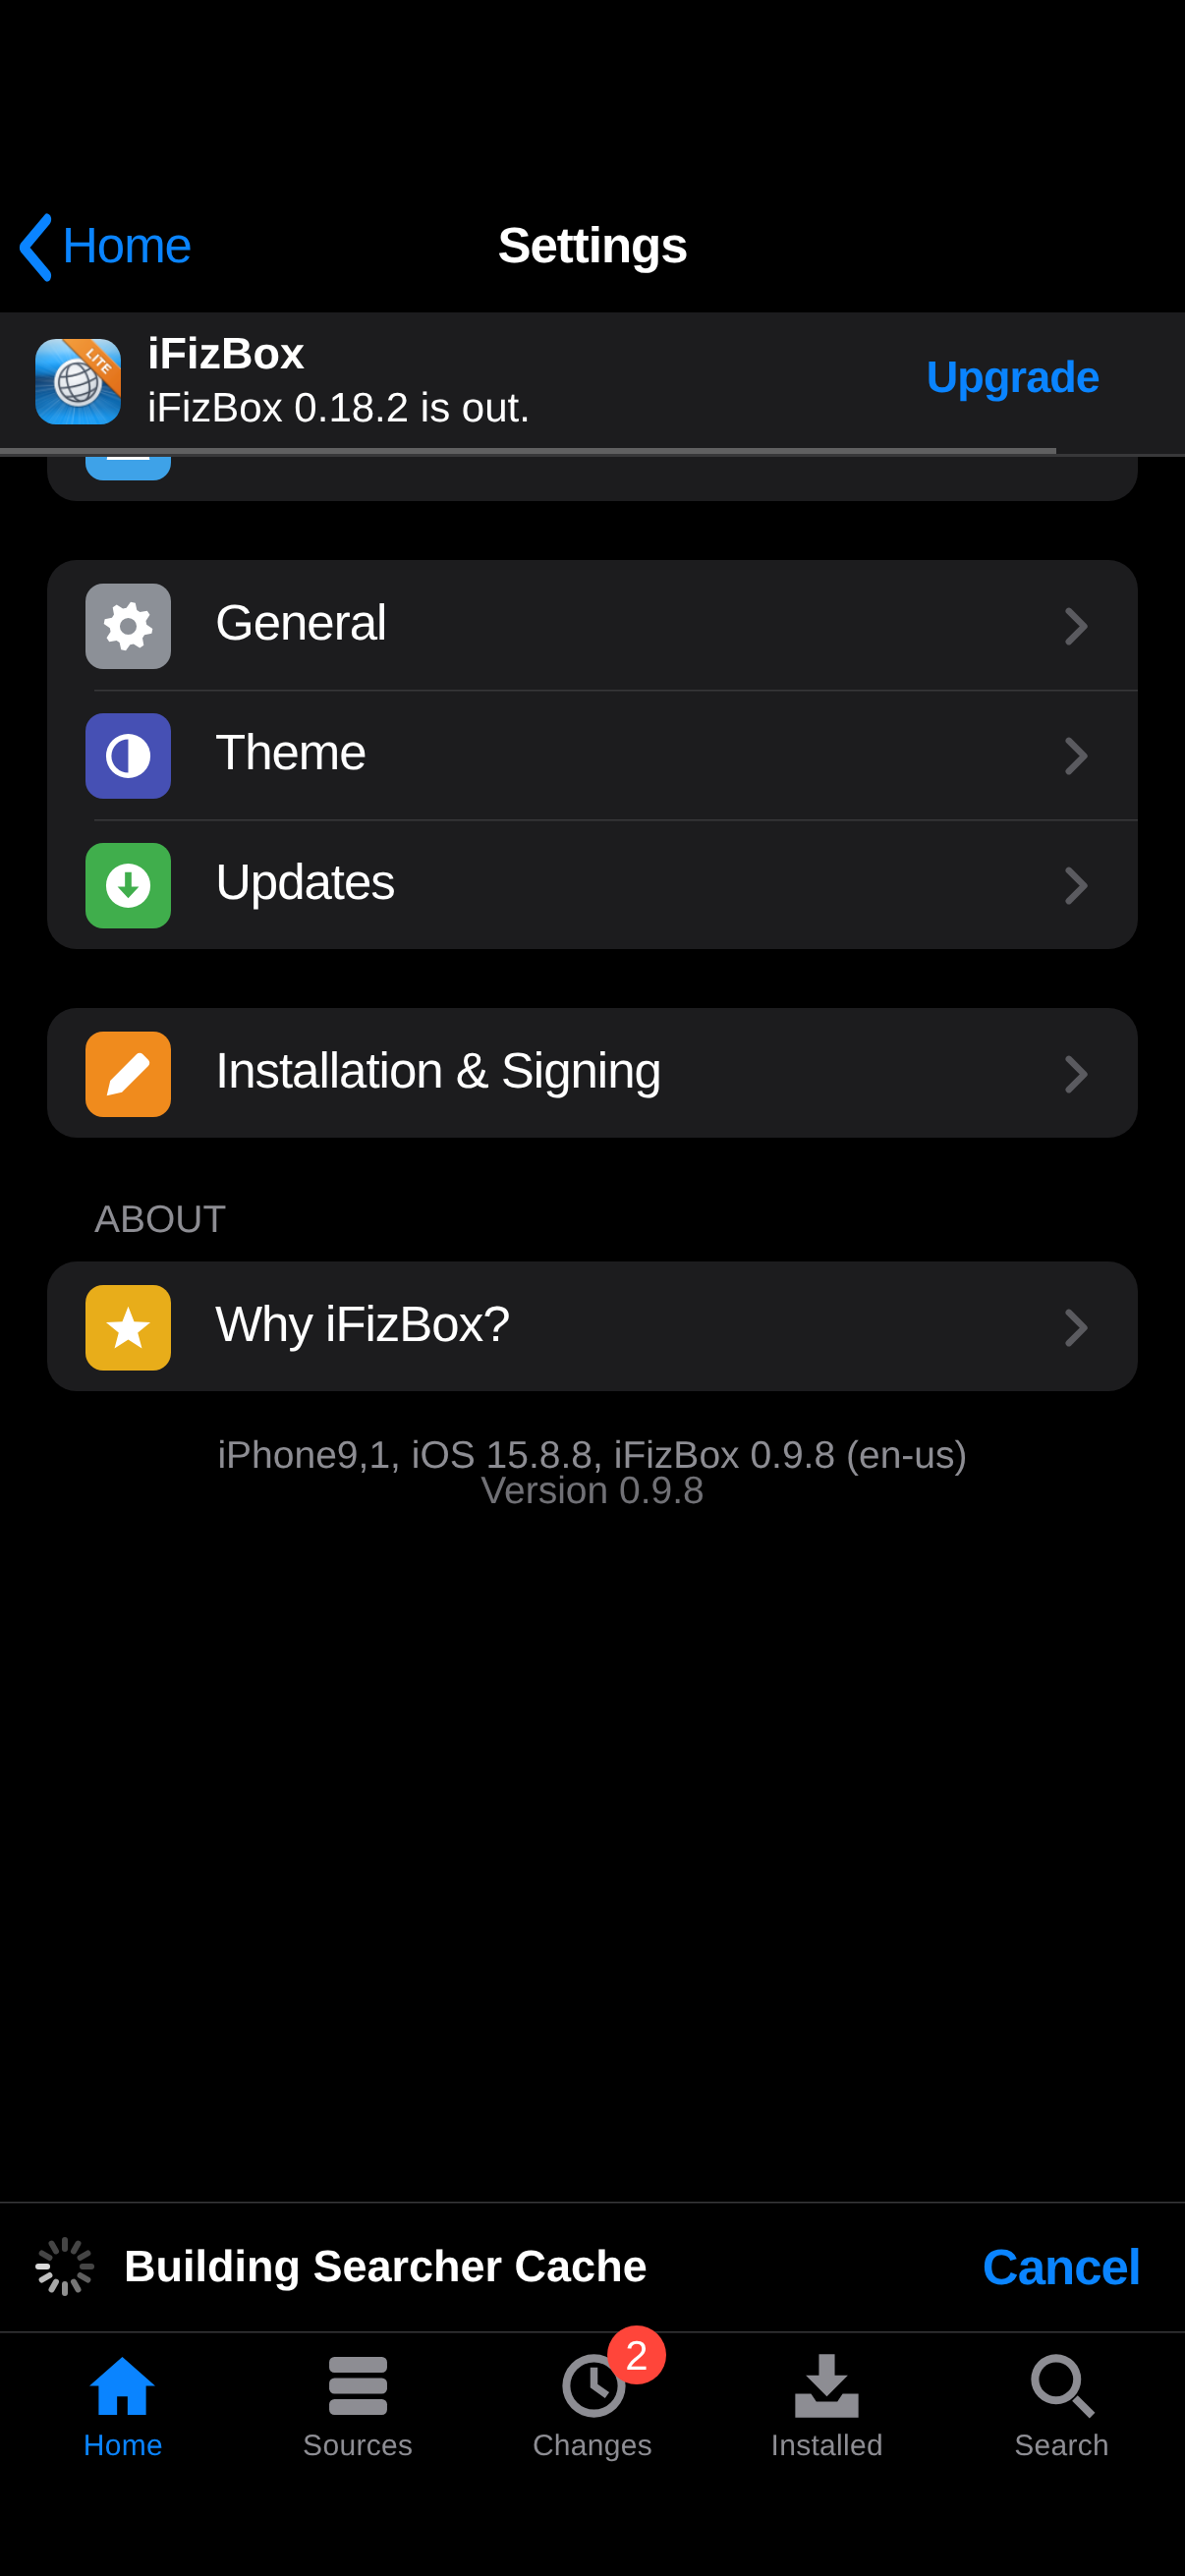 Home
Settings
LITE
iFizBox
iFizBox 0.18.2 is out.
Upgrade
General
Theme
Updates
Installation & Signing
ABOUT
Why iFizBox?
iPhone9,1, iOS 15.8.8, iFizBox 0.9.8 (en-us)
Version 0.9.8
Building Searcher Cache
Cancel
2
Home
Sources
Changes
Installed
Search